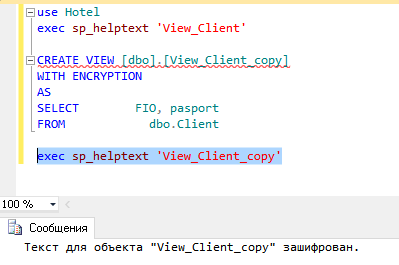 use Hotel
exec sp_helptext 'View_Client'
CREATE VIEW [dbo].[View_Client_copy]
WITH ENCRYPTION
AS
SELECT FIO, pasport
FROM dbo.Client
exec sp_helptext 'View_Client_copy'
100 %
Сообщения
Текст для объекта "View_Client_copy" зашифрован.